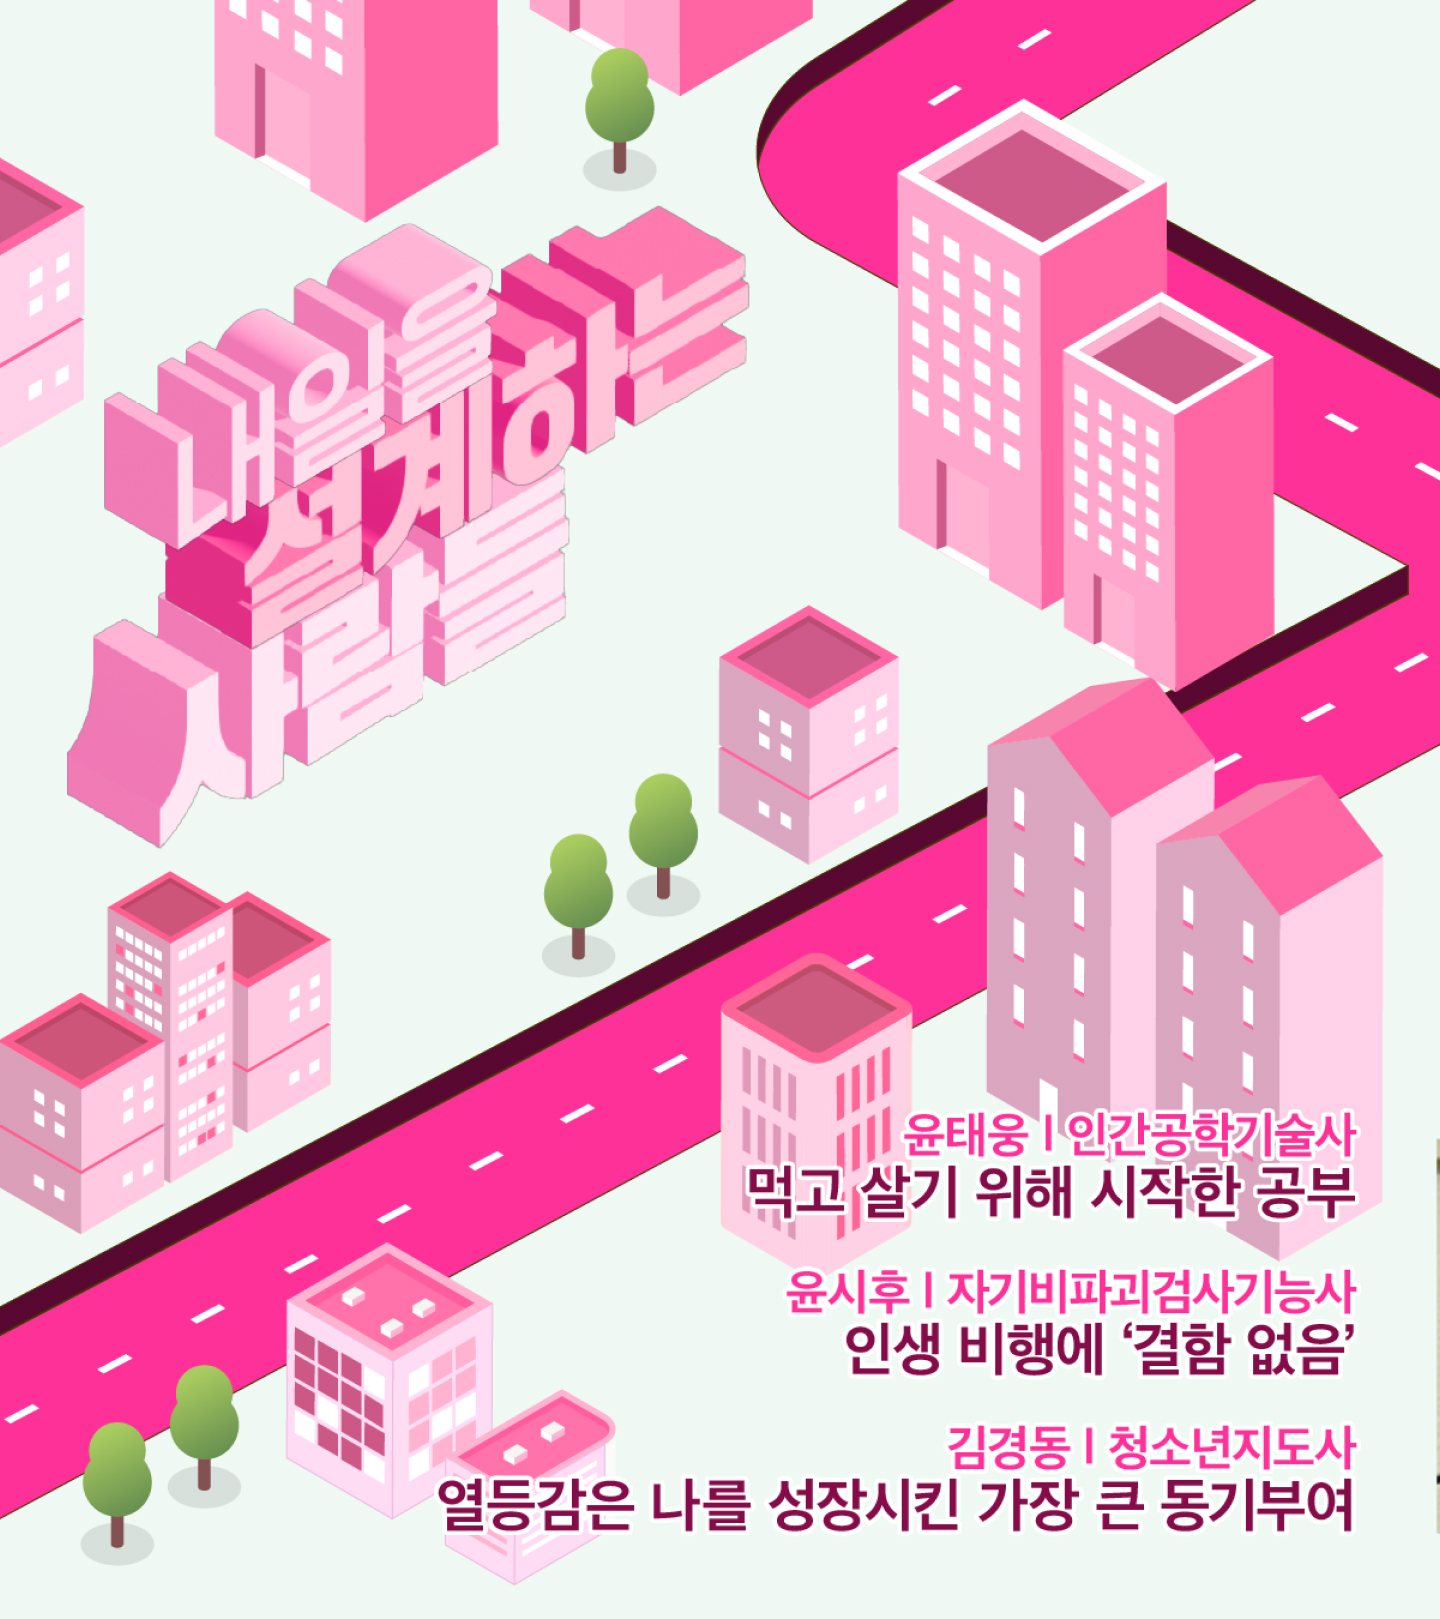 내일을
설계하는
사람들
윤태웅 | 인간공학기술사
먹고 살기 위해 시작한 공부
윤시후 | 자기비파괴검사기능사
인생 비행에 ‘결함 없음’
김경동 | 청소년지도사
열등감은 나를 성장시킨 가장 큰 동기부여